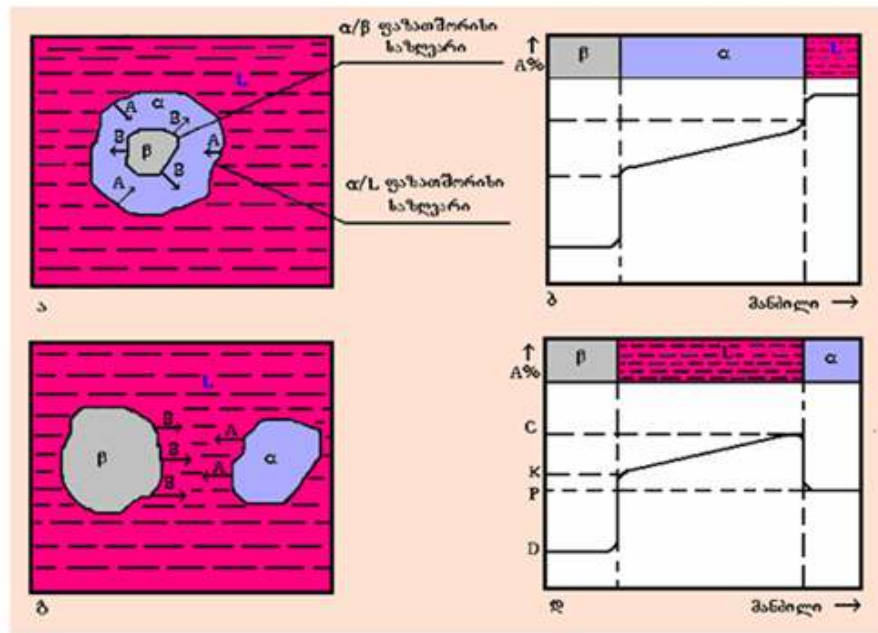 α/β ფაზათშორისი
საზღვარი
L
A
α
B
B
β
A
B
A
α/L ფაზათშორისი
საზღვარი
ა
↑
A%
β
α
L
ბ
მანძილი →
L
β
B
B
B
A
A
α
გ
↑
A%
β
L
α
C
K
P
D
დ
მანძილი →